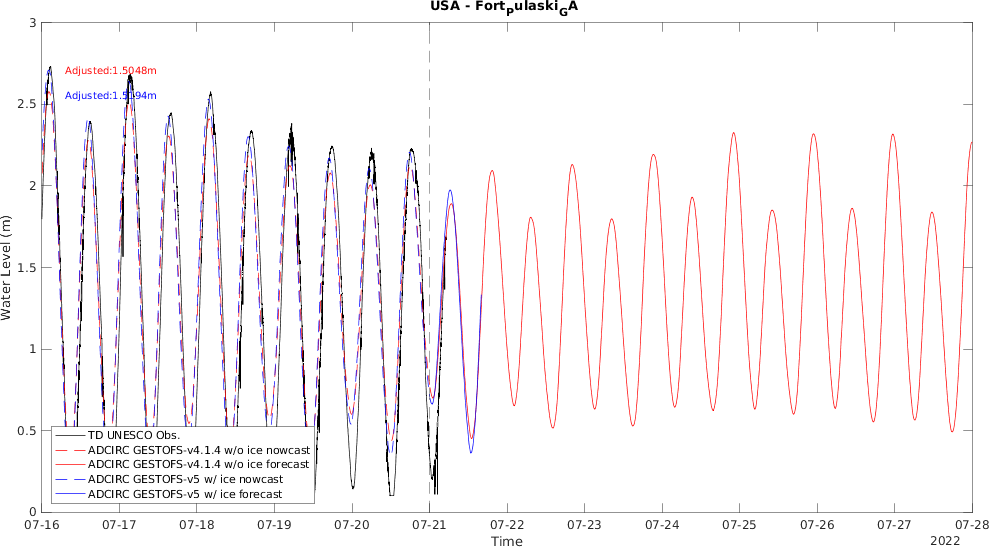 USA - FortPulaskiGA
Adjusted:1.5048m
Water Level (m)
3
2.5
2
1.5
1
0.5
0
TD UNESCO Obs.
ADCIRC GESTOFS-v4.1.4 w/o ice nowcast
ADCIRC GESTOFS-v4.1.4 w/o ice forecast
ADCIRC GESTOFS-v5 w/ ice nowcast
ADCIRC GESTOFS-v5 w/ ice forecast
07-16 07-17 07-18 07-19 07-20 07-21 07-22 07-23 07-24 07-25 07-26 07-27 07-28
Time
2022